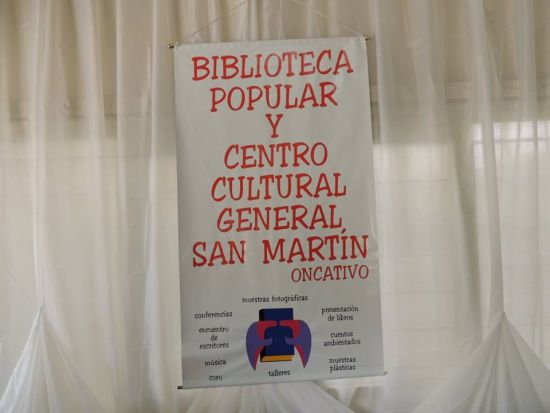 BIBLIOTECA
POPULAR
Y
CENTRO
CULTURAL
GENERAL
SAN MARTÍN
ONCATIVO
muestras fotográficas
conferencias
presentación
de libros
encuentro
de
escritores
cuentos
ambientados
música
muestras
plásticas
coro
talleres